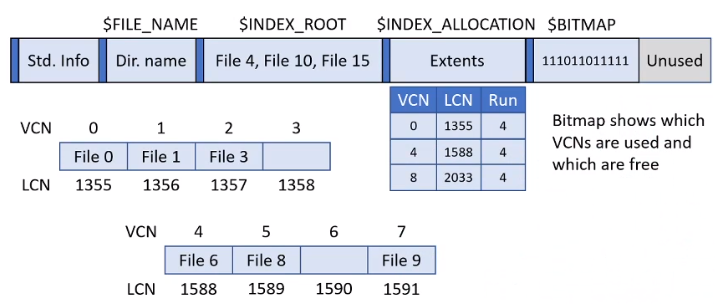 $FILE_NAME $INDEX_ROOT $INDEX_ALLOCATION $BITMAP
Std. Info Dir. name File 4, File 10, File 15 Extents 111011011111 Unused
VCN LCN Run
0 1355 4
4 1588 4
8 2033 4
Bitmap shows which
VCNs are used and
which are free
VCN 0 1 2 3
File 0 File 1 File 3
LCN 1355 1356 1357 1358
VCN 4 5 6 7
File 6 File 8 File 9
LCN 1588 1589 1590 1591